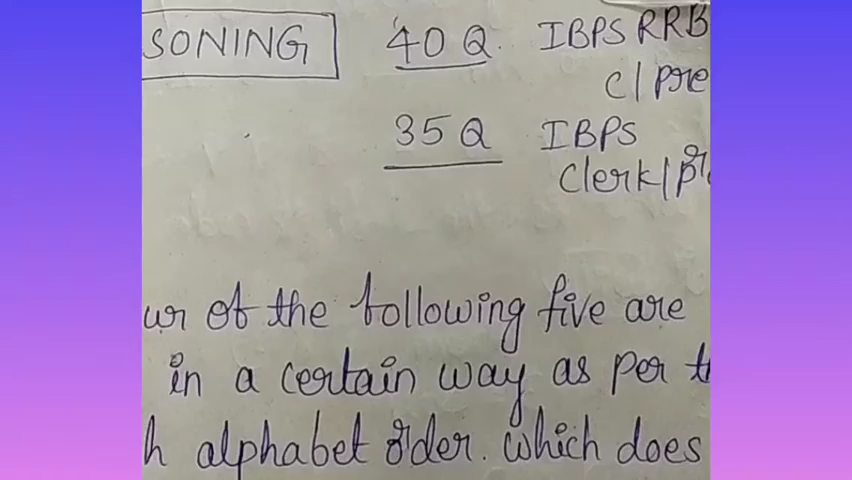 SONING 40 Q. IBPS RRB
C/pre
35 Q IBPS
Clerk/pr
ur of the following five are
in a certain way as per t
h alphabet order. which does